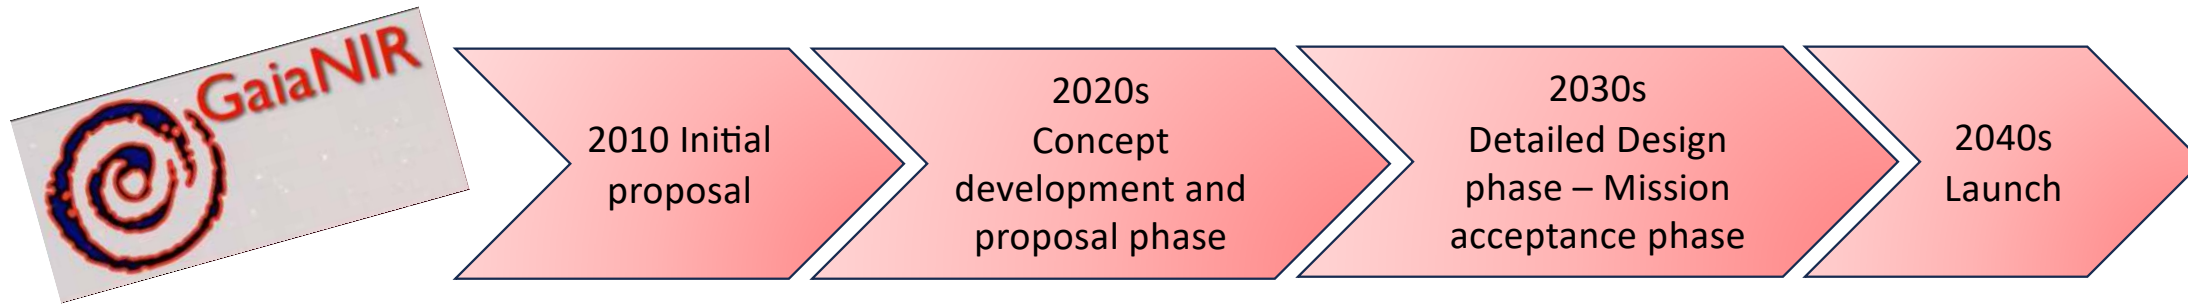 GaiaNIR
2010 Initial
proposal
2020s
Concept
development and
proposal phase
2030s
Detailed Design
phase – Mission
acceptance phase
2040s
Launch